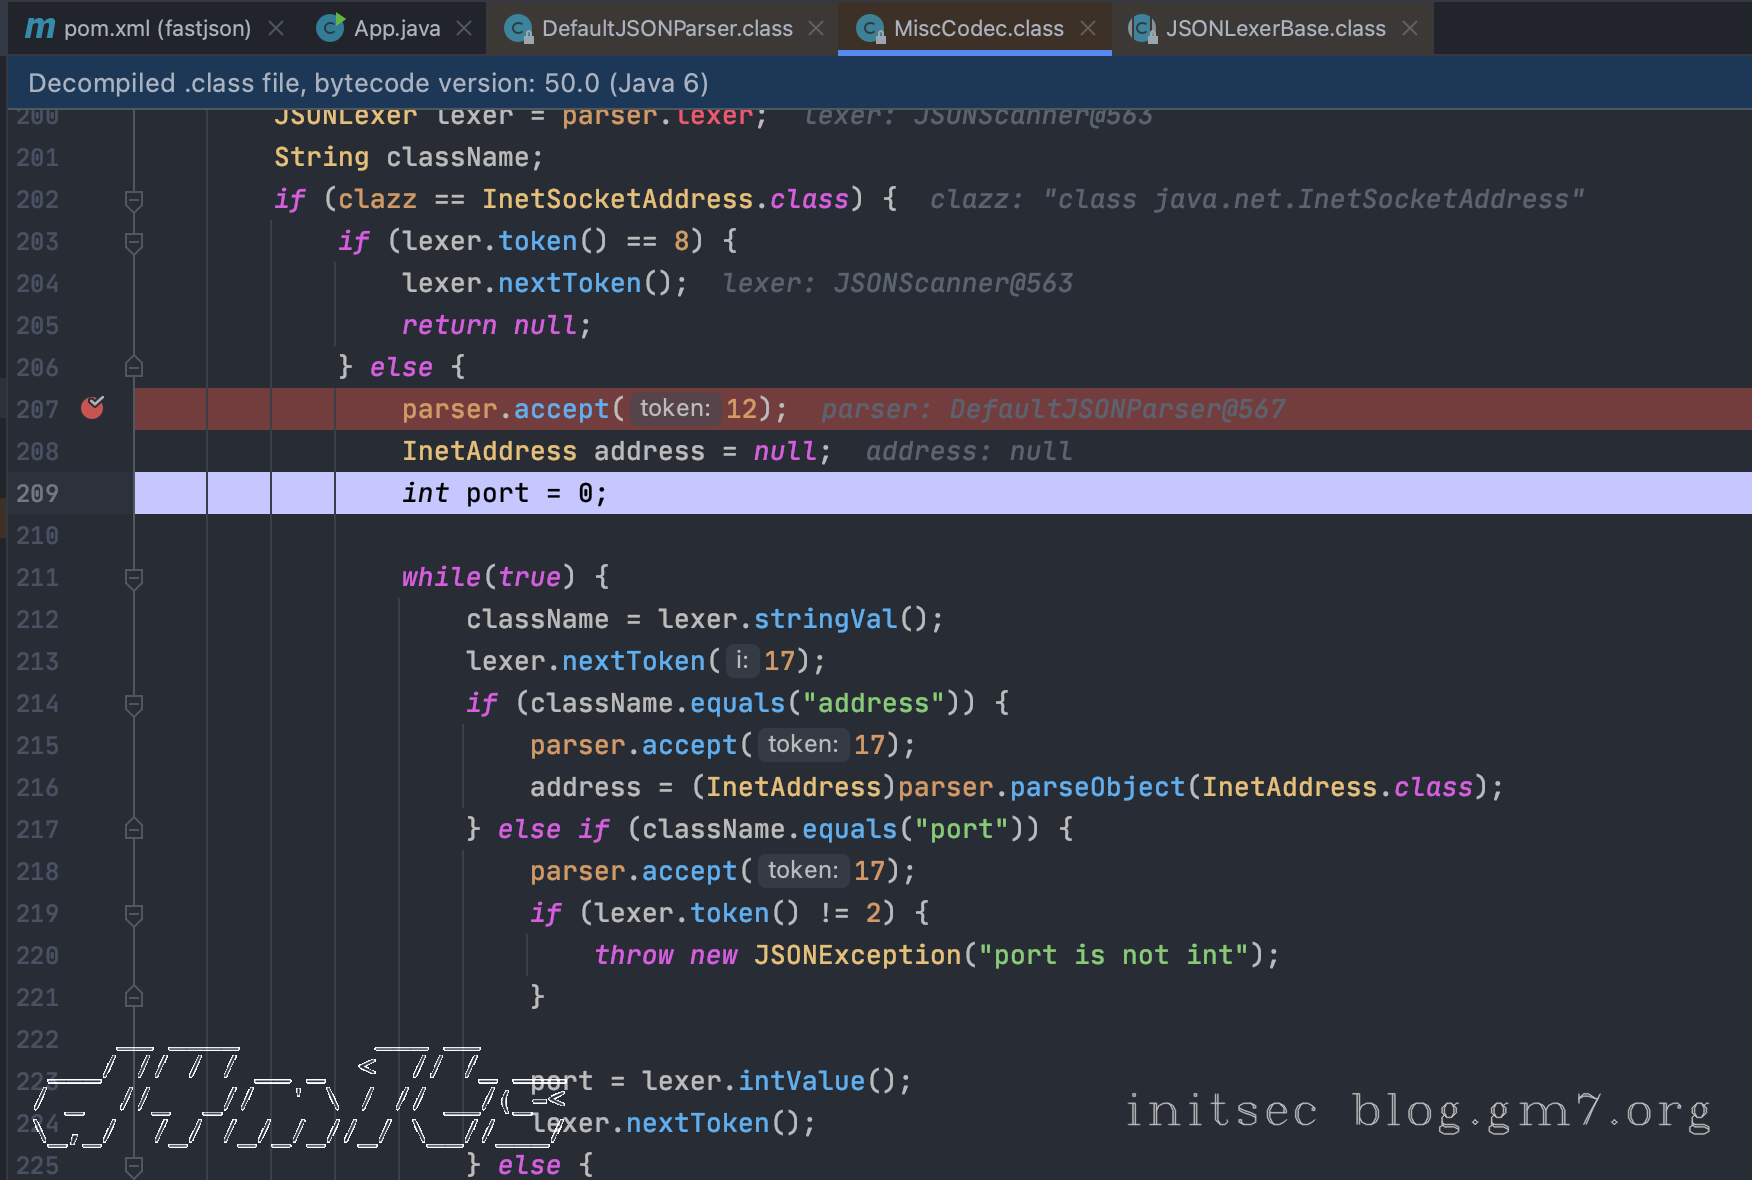 pom.xml (fastjson) App.java DefaultJSONParser.class MiscCodec.class JSONLexerBase.class
Decompiled .class file, bytecode version: 50.0 (Java 6)
200 JSONLexer lexer = parser.lexer; lexer: JSONScanner@563
201 String className;
202 if (clazz == InetSocketAddress.class) { clazz: "class java.net.InetSocketAddress"
203 if (lexer.token() == 8) {
204 lexer.nextToken(); lexer: JSONScanner@563
205 return null;
206 } else {
207 parser.accept( token: 12); parser: DefaultJSONParser@567
208 InetAddress address = null; address: null
209 int port = 0;
210
211 while(true) {
212 className = lexer.stringVal();
213 lexer.nextToken( i: 17);
214 if (className.equals("address")) {
215 parser.accept( token: 17);
216 address = (InetAddress)parser.parseObject(InetAddress.class);
217 } else if (className.equals("port")) {
218 parser.accept( token: 17);
219 if (lexer.token() != 2) {
220 throw new JSONException("port is not int");
221 }
222
223 port = lexer.intValue();
224 lexer.nextToken();
225 } else {
initsec blog.gm7.org